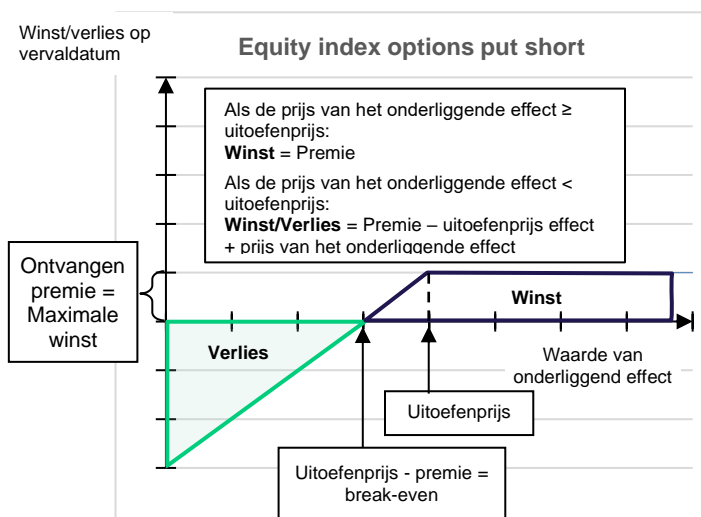 Winst/verlies op
vervaldatum
Equity index options put short
Als de prijs van het onderliggende effect ≥
uitoefenprijs:
Winst = Premie
Als de prijs van het onderliggende effect <
uitoefenprijs:
Winst/Verlies = Premie – uitoefenprijs effect
+ prijs van het onderliggende effect
Ontvangen
premie =
Maximale
winst
Winst
Verlies
Waarde van
onderliggend effect
Uitoefenprijs
Uitoefenprijs - premie =
break-even